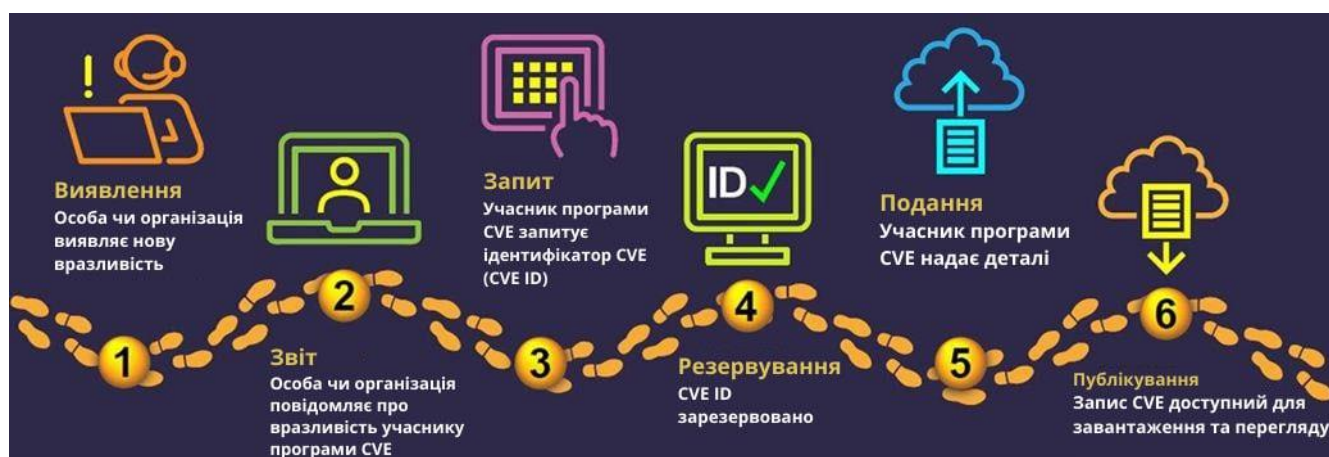 !
1
Виявлення
Особа чи організація
виявляє нову
вразливість
2
Звіт
Особа чи організація
повідомляє про
вразливість учаснику
програми CVE
3
Запит
Учасник програми
CVE запитує
ідентифікатор CVE
(CVE ID)
ID
4
Резервування
CVE ID
зарезервовано
5
Подання
Учасник програми
CVE надає деталі
6
Публікування
Запис CVE доступний для
завантаження та перегляду